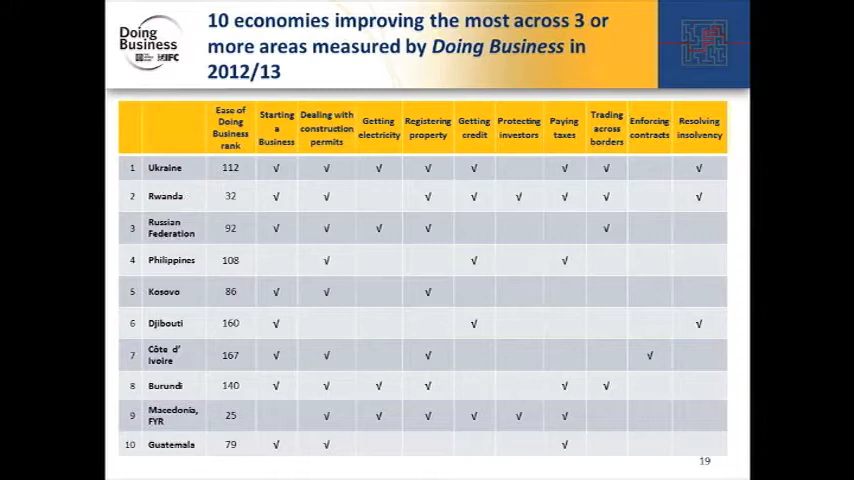 Doing
Business
IFC
10 economies improving the most across 3 or
more areas measured by Doing Business in
2012/13
Ease of Doing Business rank Starting a Business Dealing with construction permits Getting electricity Registering property Getting credit Protecting investors Paying taxes Trading across borders Enforcing contracts Resolving insolvency
1 Ukraine 112 √ √ √ √ √ √ √ √
2 Rwanda 32 √ √ √ √ √ √ √ √
3 Russian Federation 92 √ √ √ √ √
4 Philippines 108 √ √ √
5 Kosovo 86 √ √ √
6 Djibouti 160 √ √ √
7 Côte d' Ivoire 167 √ √ √ √
8 Burundi 140 √ √ √ √ √ √
9 Macedonia, FYR 25 √ √ √ √ √ √
10 Guatemala 79 √ √ √
19